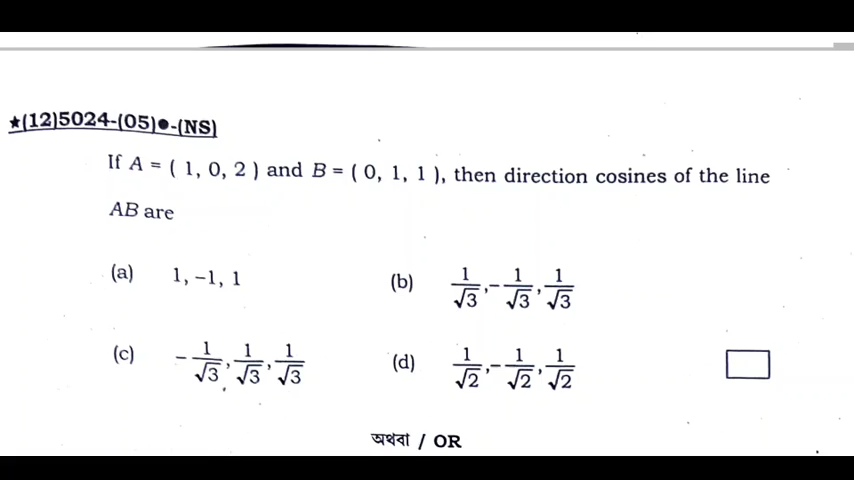 ★(12)5024-(05)●-(NS)
If A = ( 1, 0, 2 ) and B = ( 0, 1, 1 ), then direction cosines of the line
AB are
(a) 1, −1, 1 (b) 1/√3, −1/√3, 1/√3
(c) −1/√3, 1/√3, 1/√3 (d) 1/√2, −1/√2, 1/√2
অথবা / OR